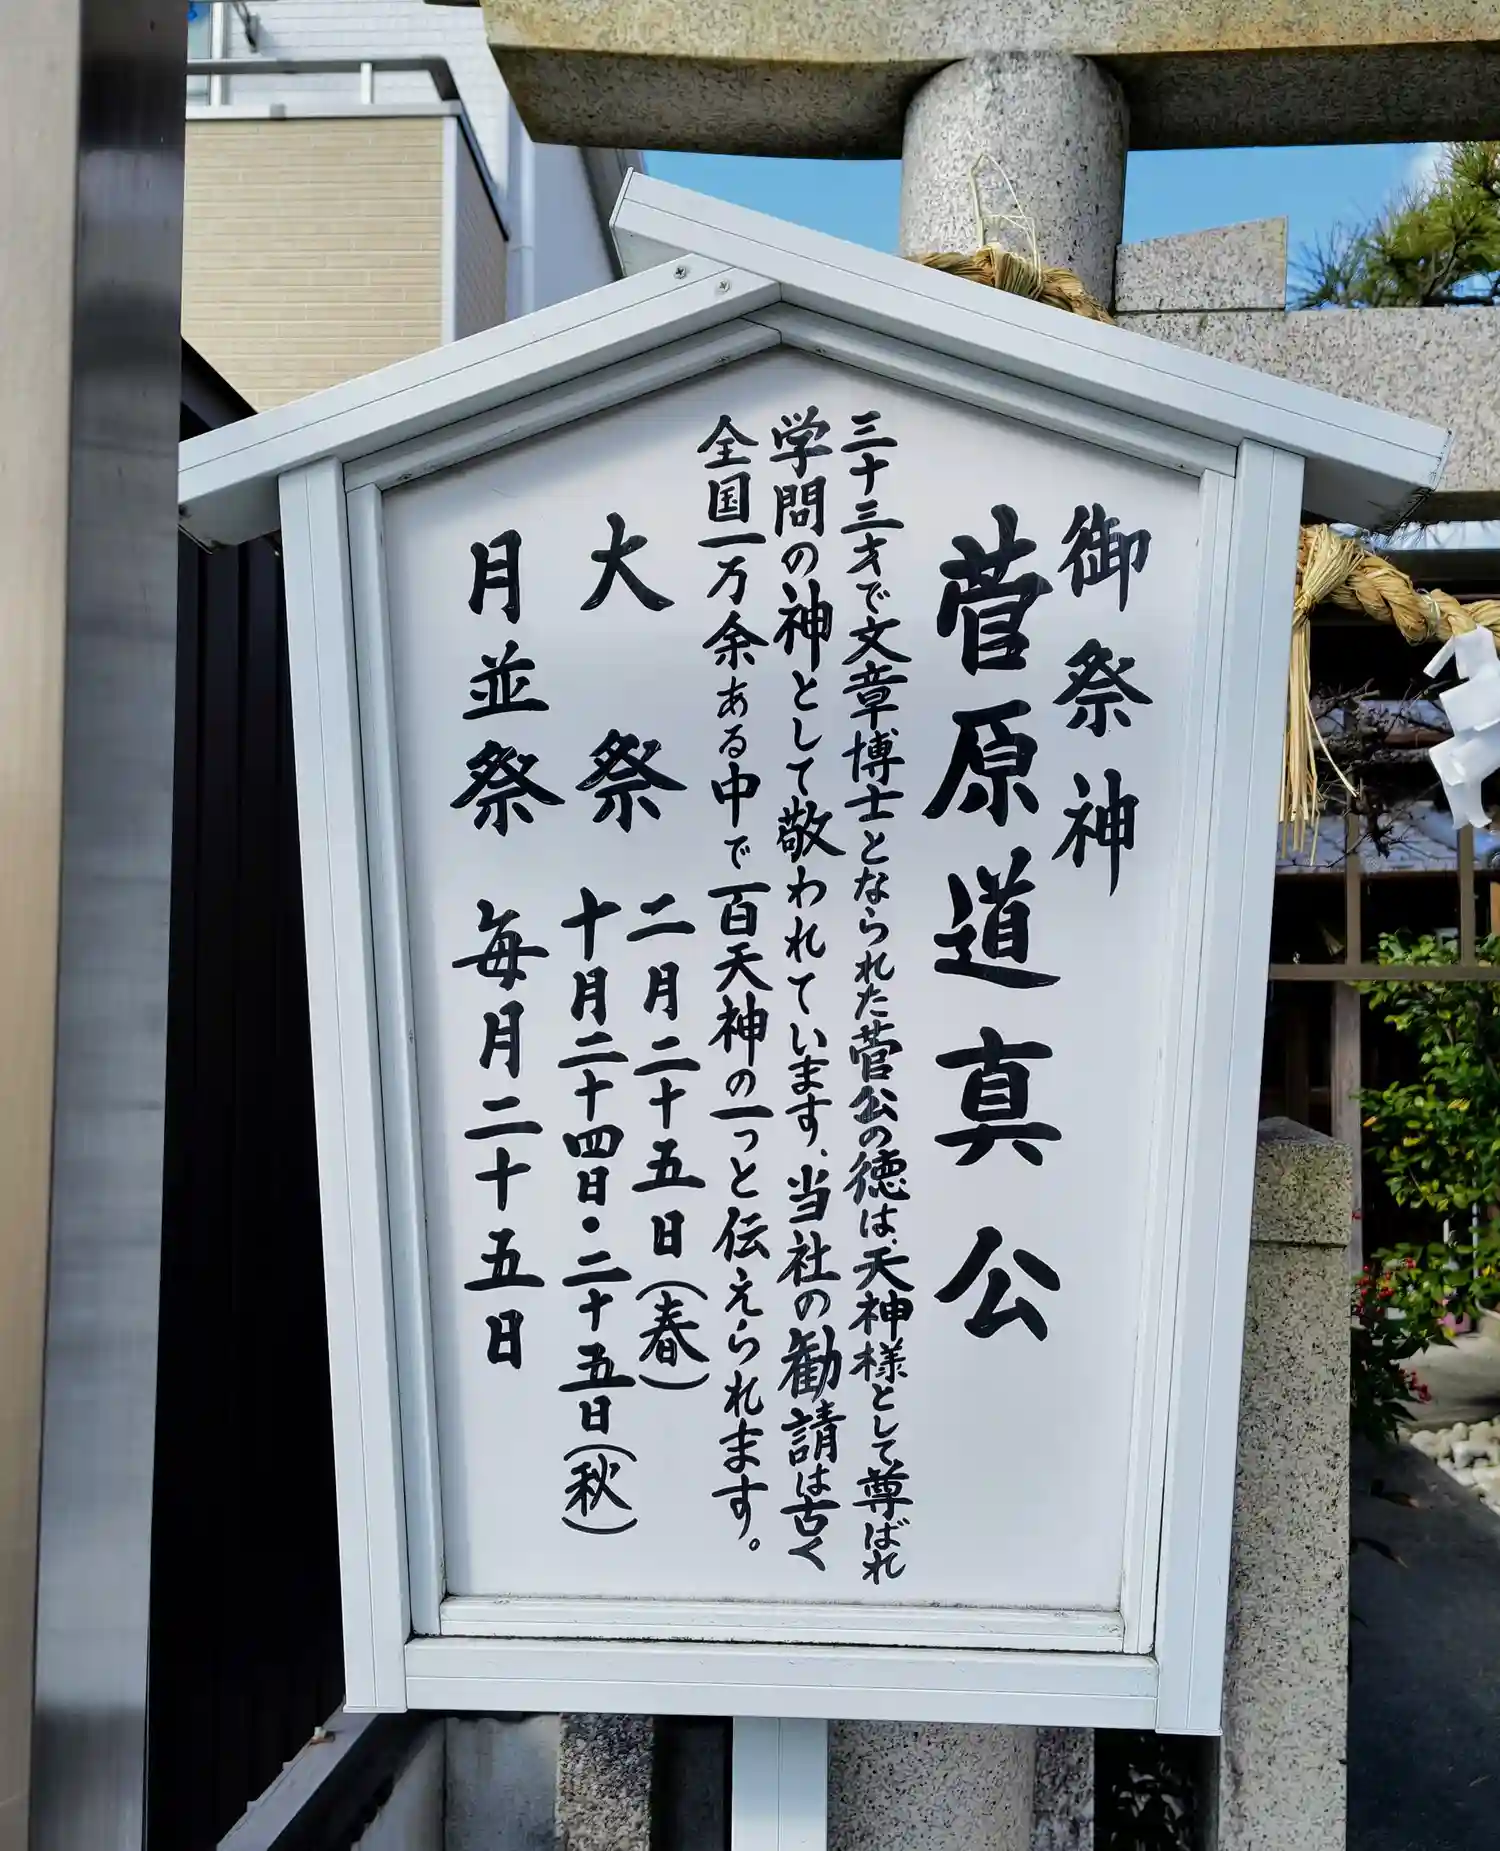 御祭神
菅原道真公
三十三才で文章博士となられた菅公の徳は、天神様として尊ばれ
学問の神として敬われています、当社の勧請は古く
全国一万余ある中で百天神の一っと伝えられます。
大祭 二月二十五日(春)
十月二十四日・二十五日(秋)
月並祭 毎月二十五日